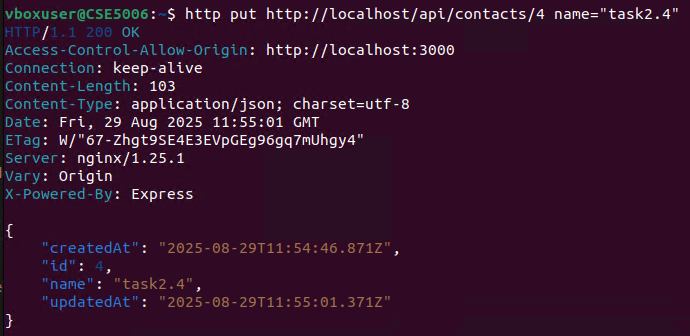 vboxuser@CSE5006:~$ http put http://localhost/api/contacts/4 name="task2.4"
HTTP/1.1 200 OK
Access-Control-Allow-Origin: http://localhost:3000
Connection: keep-alive
Content-Length: 103
Content-Type: application/json; charset=utf-8
Date: Fri, 29 Aug 2025 11:55:01 GMT
ETag: W/"67-Zhgt9SE4E3EVpGEg96gq7mUhgy4"
Server: nginx/1.25.1
Vary: Origin
X-Powered-By: Express
{
    "createdAt": "2025-08-29T11:54:46.871Z",
    "id": 4,
    "name": "task2.4",
    "updatedAt": "2025-08-29T11:55:01.371Z"
}